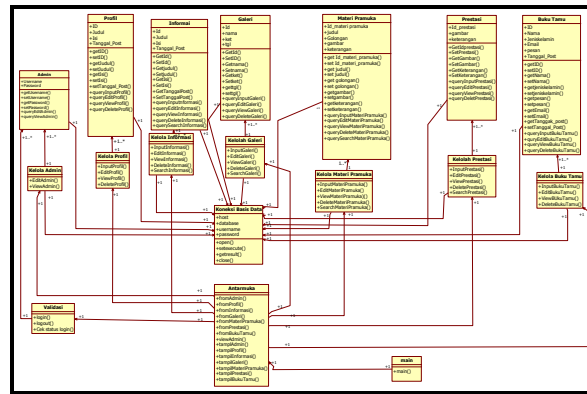 Profil
+ID
+Judul
+Isi
+Tanggal_Post
+getID()
+setID()
+getJudul()
+setJudul()
+getIsi()
+setIsi()
+setTanggal_Post()
+queryInputProfil()
+queryEditProfil()
+queryViewProfil()
+queryDeleteProfil()
Informasi
+Id
+Judul
+Isi
+Tanggal_Post
+GetId()
+SetId()
+Getjudul()
+Setjudul()
+GetIsi()
+SetIsi()
+GetTanggalPost()
+SetTanggalPost()
+queryInputInformasi()
+queryEditInformasi()
+queryViewInformasi()
+queryDeleteInformasi()
+querySearchInformasi()
Galeri
+Id
+nama
+ket
+tgl
+GetId()
+SetId()
+Getnama()
+Setnama()
+Getket()
+Setket()
+gettgl()
+settgl()
+queryInputGaleri()
+queryEditGaleri()
+queryViewGaleri()
+queryDeleteGaleri()
Materi Pramuka
+Id_materi pramuka
+Judul
+Golongan
+gambar
+keterangan
+get Id_materi_pramuka()
+set Id_materi_pramuka()
+get judul()
+set judul()
+get golongan()
+set golongan()
+getgambar()
+setgambar()
+getketerangan()
+setketerangan()
+queryInputMateriPramuka()
+queryEditMateriPramuka()
+queryViewMateriPramuka()
+queryDeleteMateriPramuka()
+querySearchMateriPramuka()
Prestasi
+Id_prestasi
+gambar
+keterangan
+GetIdprestasi()
+SetPrestasi()
+GetGambar()
+SetGambar()
+GetKeterangan()
+SetKeterangan()
+queryInputPrestasi()
+queryEditPrestasi()
+queryViewPrestasi()
+queryDeletPrestasi()
Buku Tamu
+ID
+Nama
+Jeniskelamin
+Email
+pesan
+Tanggal_post
+getID()
+setID()
+getNama()
+setNama()
+getjeniskelamin()
+setjeniskelamin()
+getpesan()
+setpesan()
+setEmail()
+getEmail()
+getTanggak_post()
+setTanggal_Post()
+queryInputBukuTamu()
+queryEditBukuTamu()
+queryViewBukuTamu()
+queryDeleteBukuTamu()
Admin
+Username
+Password
+getUsername()
+setUsername()
+getPassword()
+setPassword()
+queryEditAdmin()
+queryViewAdmin()
Kelola Admin
+EditAdmin()
+ViewAdmin()
Kelola Profil
+InputProfil()
+EditProfil()
+ViewProfil()
+DeleteProfil()
Kelola Informasi
+InputInformasi()
+EditInformasi()
+ViewInformasi()
+DeleteInformasi()
+SearchInformasi()
Kelolah Galeri
+InputGaleri()
+EditGaleri()
+ViewGaleri()
+DeleteGaleri()
+SearchGaleri()
Kelola Materi Pramuka
+InputMateriPramuka()
+EditMateriPramuka()
+ViewMateriPramuka()
+DeleteMateriPramuka()
+SearchMateriPramuka()
Kelolah Prestasi
+InputPrestasi()
+EditPrestasi()
+ViewPrestasi()
+DeletePrestasi()
+SearchPrestasi()
Kelola Buku Tamu
+InputBukuTamu()
+EditBukuTamu()
+ViewBukuTamu()
+DeleteBukuTamu()
Koneksi Basis Data
+host
+database
+username
+password
+open()
+setexecute()
+getresult()
+close()
Validasi
+login()
+logout()
+Cek status login()
Antarmuka
+fromAdmin()
+fromProfil()
+fromInformasi()
+fromGaleri()
+fromMateriPramuka()
+fromPrestasi()
+fromBukuTamu()
+viewAdmin()
+tampilAdmin()
+tampilProfil()
+tampilInformasi()
+tampilGaleri()
+tampilMateriPramuka()
+tampilPrestasi()
+tampilBukuTamu()
main
+main()